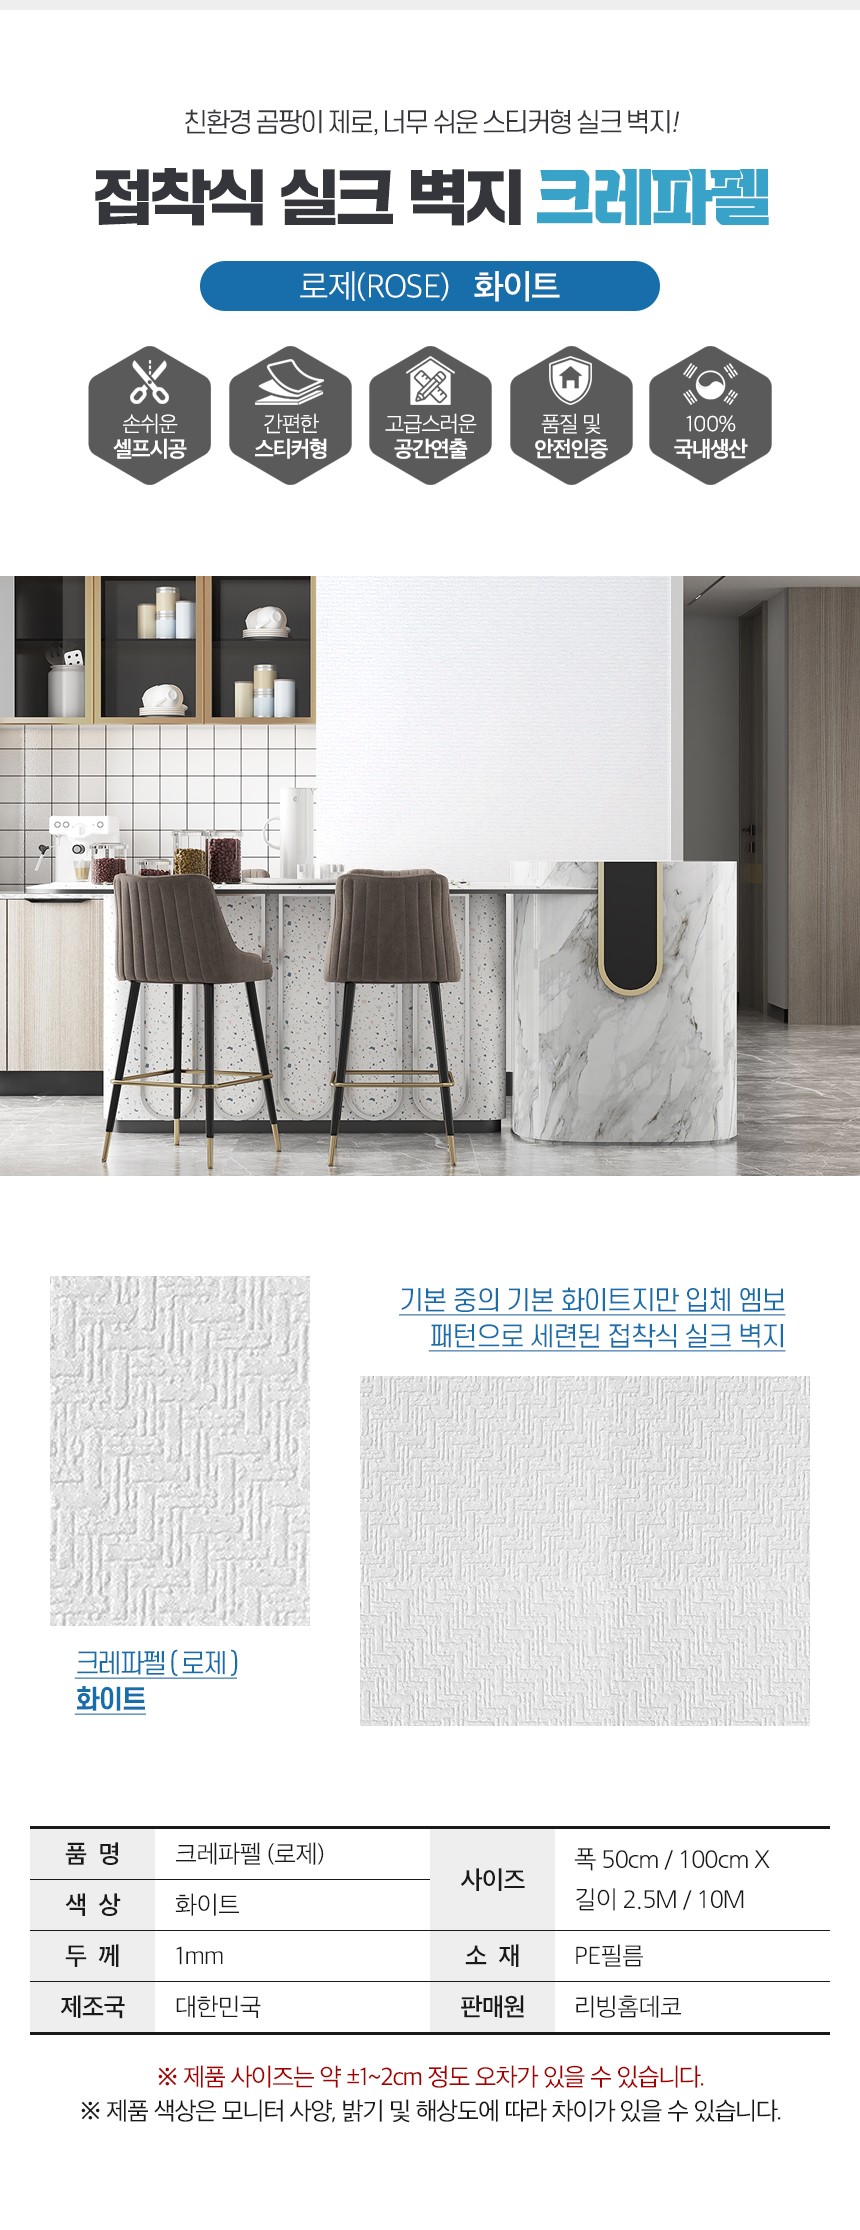 친환경 곰팡이 제로, 너무 쉬운 스티커형 실크 벽지!
접착식 실크 벽지 크레파펠
로제(ROSE) 화이트
손쉬운
셀프시공
간편한
스티커형
고급스러운
공간연출
품질 및
안전인증
100%
국내생산
기본 중의 기본 화이트지만 입체 엠보
패턴으로 세련된 접착식 실크 벽지
크레파펠 ( 로제 )
화이트
품 명 크레파펠 (로제)
색 상 화이트
사이즈 폭 50cm / 100cm X
길이 2.5M / 10M
두 께 1mm
소 재 PE필름
제조국 대한민국
판매원 리빙홈데코
※ 제품 사이즈는 약 ±1~2cm 정도 오차가 있을 수 있습니다.
※ 제품 색상은 모니터 사양, 밝기 및 해상도에 따라 차이가 있을 수 있습니다.